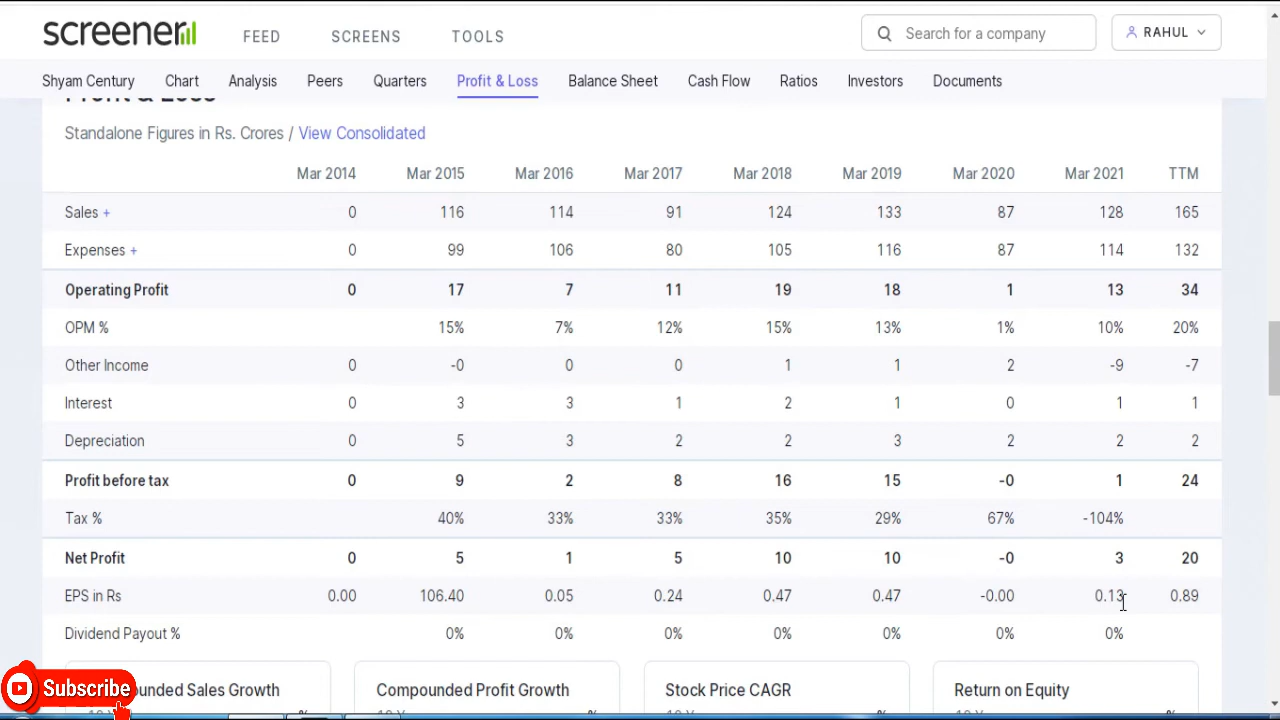 screener FEED SCREENS TOOLS Search for a company RAHUL
Shyam Century Chart Analysis Peers Quarters Profit & Loss Balance Sheet Cash Flow Ratios Investors Documents
Profit & Loss
Standalone Figures in Rs. Crores / View Consolidated
Mar 2014 Mar 2015 Mar 2016 Mar 2017 Mar 2018 Mar 2019 Mar 2020 Mar 2021 TTM
Sales + 0 116 114 91 124 133 87 128 165
Expenses + 0 99 106 80 105 116 87 114 132
Operating Profit 0 17 7 11 19 18 1 13 34
OPM % 15% 7% 12% 15% 13% 1% 10% 20%
Other Income 0 -0 0 0 1 1 2 -9 -7
Interest 0 3 3 1 2 1 0 1 1
Depreciation 0 5 3 2 2 3 2 2 2
Profit before tax 0 9 2 8 16 15 -0 1 24
Tax % 40% 33% 33% 35% 29% 67% -104%
Net Profit 0 5 1 5 10 10 -0 3 20
EPS in Rs 0.00 106.40 0.05 0.24 0.47 0.47 -0.00 0.13 0.89
Dividend Payout % 0% 0% 0% 0% 0% 0% 0%
Subscribe ounded Sales Growth Compounded Profit Growth Stock Price CAGR Return on Equity